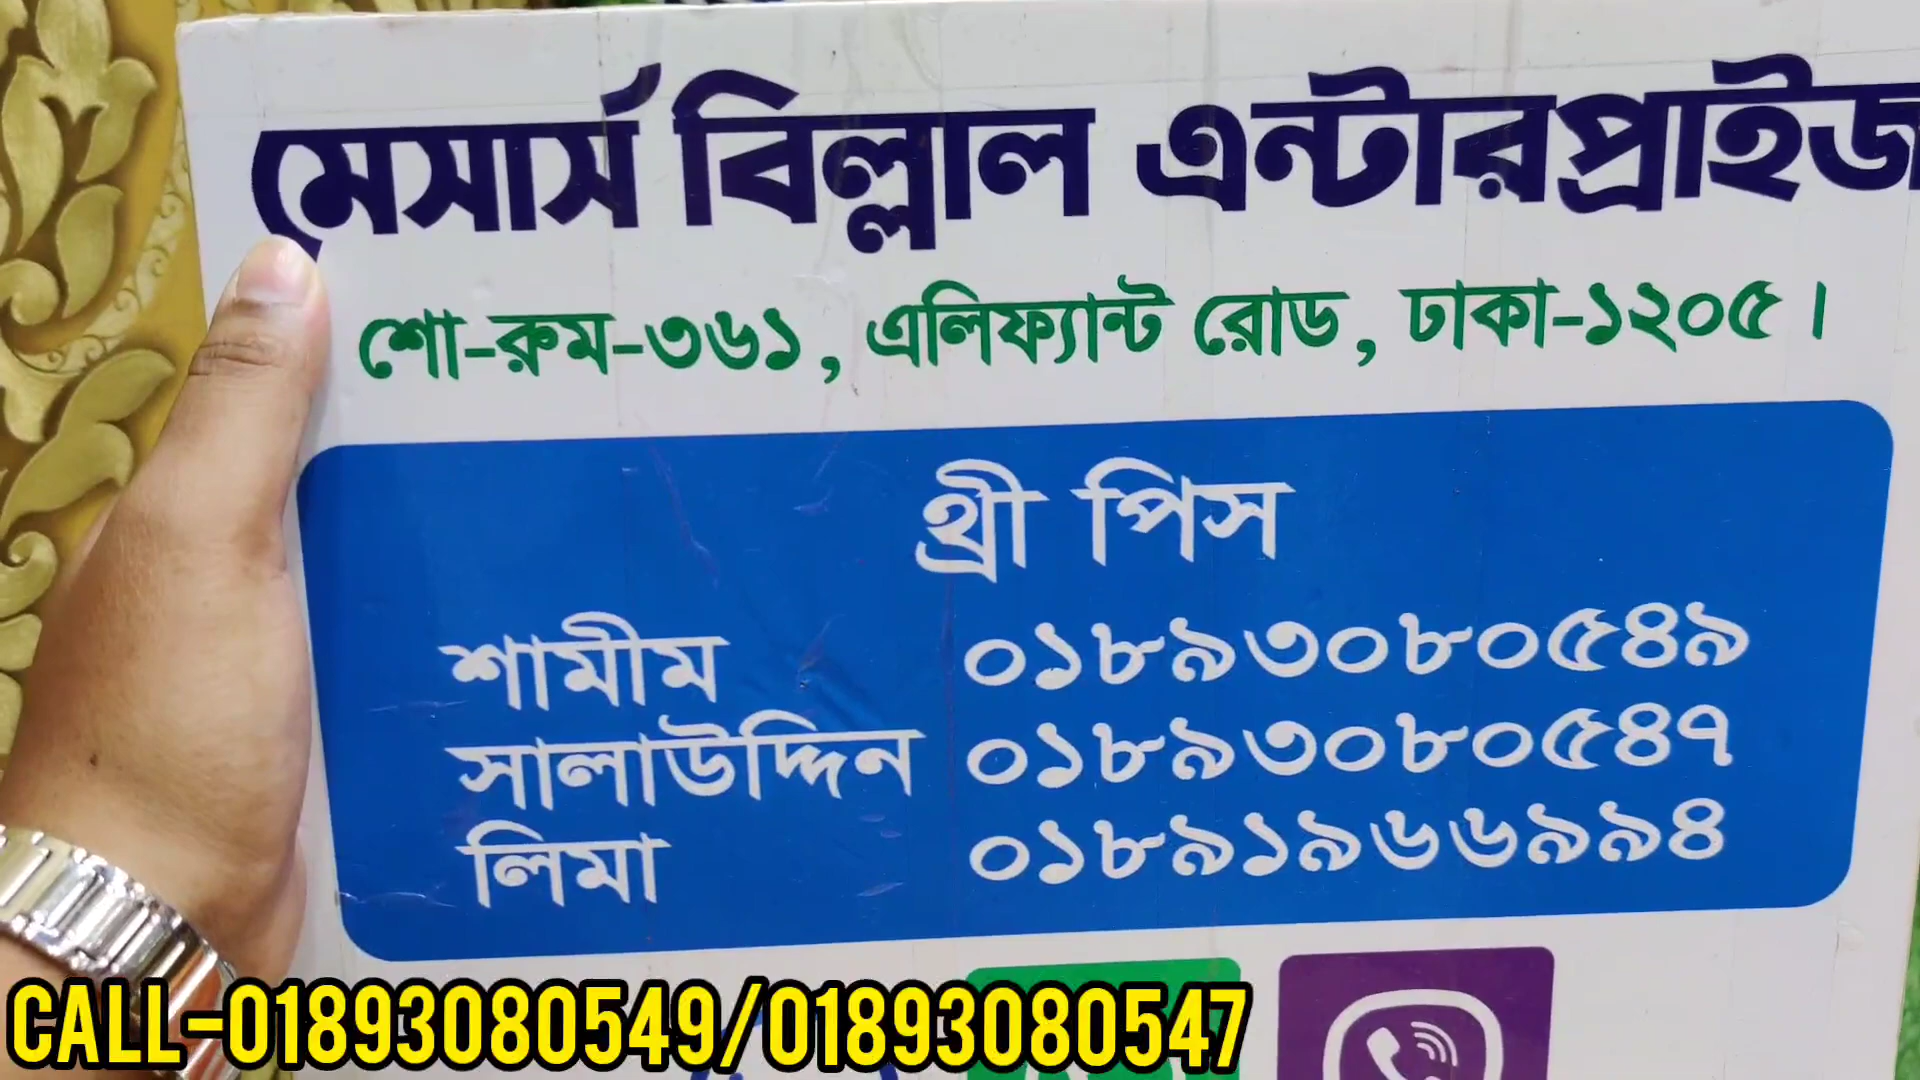 মেসার্স বিল্লাল এন্টারপ্রাইজ
শো-রুম-৩৬১, এলিফ্যান্ট রোড, ঢাকা-১২০৫।
থ্রী পিস
শামীম ০১৮৯৩০৮০৫৪৯
সালাউদ্দিন ০১৮৯৩০৮০৫৪৭
লিমা ০১৮৯১৯৬৬৯৯৪
CALL-01893080549/01893080547